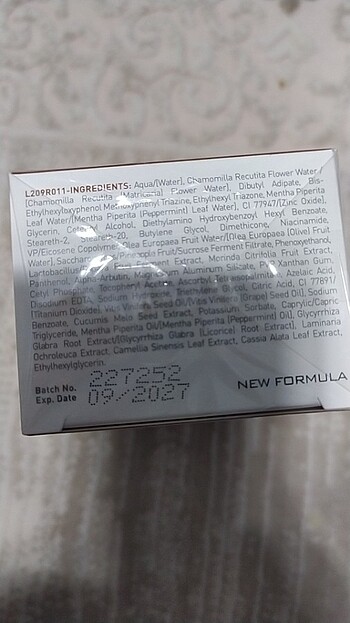 L209R011-INGREDIENTS: Aqua/[Water], Chamomilla Recutita Flower Water /
[Chamomilla Recutita (Matricaria) Flower Water], Dibutyl Adipate, Bis-
Ethylhexyloxyphenol Methoxyphenyl Triazine, Ethylhexyl Triazone, Mentha Piperita
Leaf Water/[Mentha Piperita (Peppermint) Leaf Water], CI 77947/[Zinc Oxide],
Glycerin, Alcohol, Diethylamino Hydroxybenzoyl Hexyl Benzoate,
Steareth-2, Steareth-20, Butylene Glycol, Dimethicone, Niacinamide,
VP/Eicosene Copolymer, Olea Europaea Fruit Water/[Olea Europaea (Olive) Fruit
Water], Fruit/Sucrose Ferment Filtrate, Phenoxyethanol,
Ferment Extract, Morinda Citrifolia Fruit Extract,
Panthenol, Alpha-Arbutin, Magnesium Aluminum Silicate, Xanthan Gum,
Cetyl Phosphate, Tocopheryl Acetate, Ascorbyl Tetraisopalmitate, Azelaic Acid,
Disodium EDTA, Sodium Hydroxide, Glycol, Citric Acid, CI 77891/
[Titanium Dioxide], Seed Oil/[Vitis Vinifera (Grape) Seed Oil], Sodium
Benzoate, Cucumis Melo Seed Extract, Potassium Sorbate, Caprylic/Capric
Triglyceride, Mentha Piperita Oil/[Mentha Piperita (Peppermint) Oil], Glycyrrhiza
Glabra Root Extract/[Glycyrrhiza Glabra (Licorice) Root Extract], Laminaria
Ochroleuca Extract, Camellia Sinensis Leaf Extract, Cassia Alata Leaf Extract,
Ethylhexylglycerin.
Batch No. 227252
Exp. Date 09/2027
NEW FORMULA